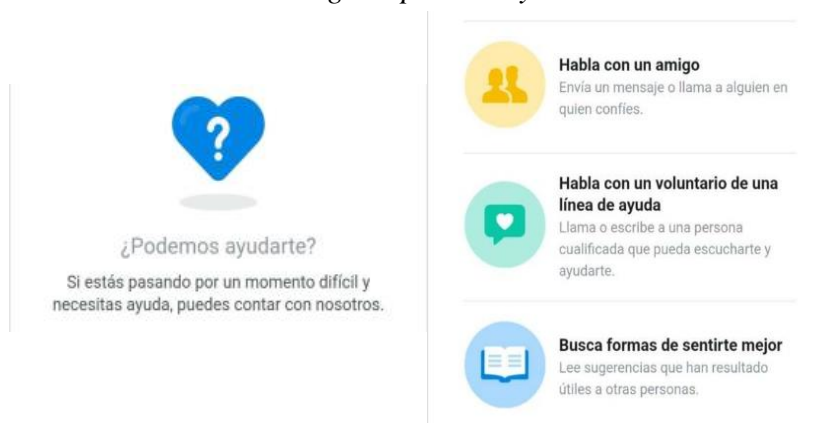 ?
¿Podemos ayudarte?
Si estás pasando por un momento difícil y
necesitas ayuda, puedes contar con nosotros.
Habla con un amigo
Envía un mensaje o llama a alguien en
quien confíes.
Habla con un voluntario de una
línea de ayuda
Llama o escribe a una persona
cualificada que pueda escucharte y
ayudarte.
Busca formas de sentirte mejor
Lee sugerencias que han resultado
útiles a otras personas.